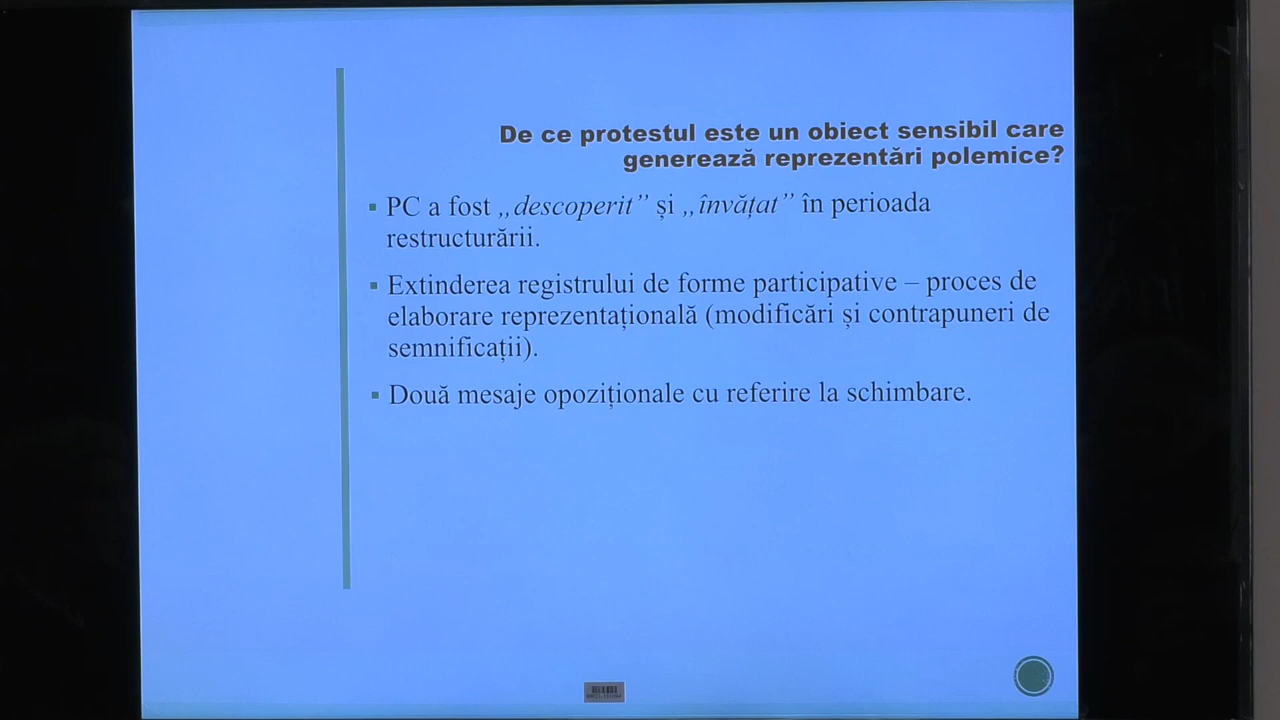 De ce protestul este un obiect sensibil care
generează reprezentări polemice?
▪ PC a fost „descoperit” și „învățat” în perioada
restructurării.
▪ Extinderea registrului de forme participative – proces de
elaborare reprezentațională (modificări și contrapuneri de
semnificații).
▪ Două mesaje opoziționale cu referire la schimbare.